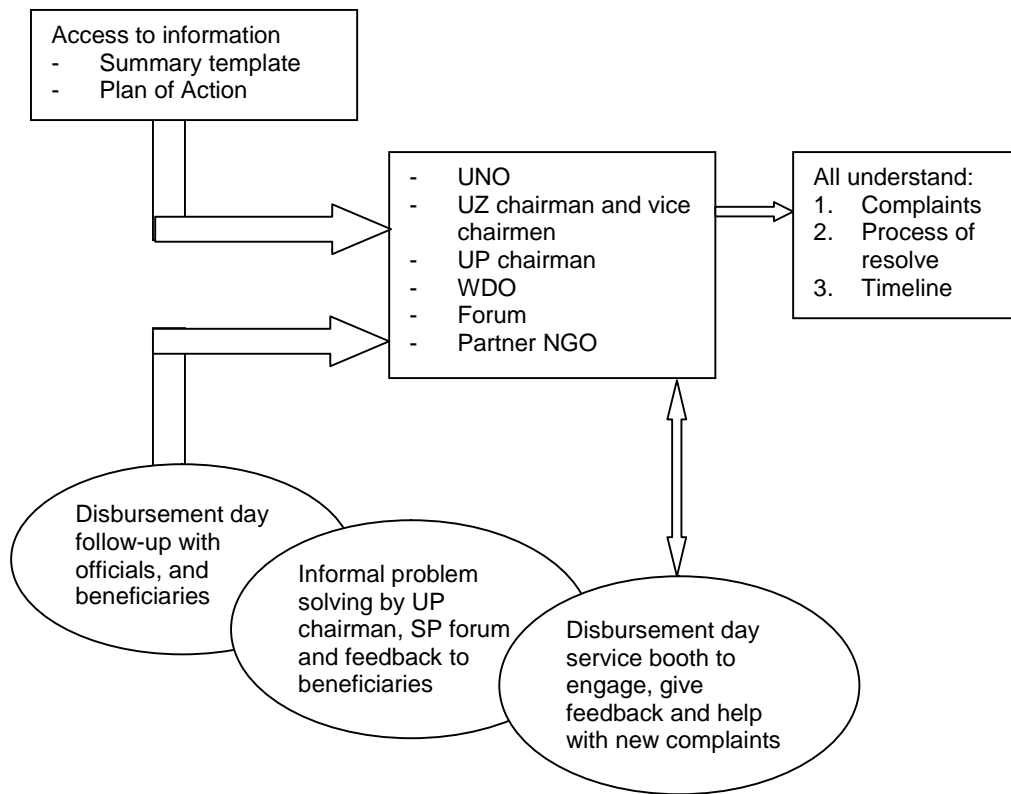 Access to information
- Summary template
- Plan of Action
- UNO
- UZ chairman and vice
chairmen
- UP chairman
- WDO
- Forum
- Partner NGO
All understand:
1. Complaints
2. Process of
resolve
3. Timeline
Disbursement day
follow-up with
officials, and
beneficiaries
Informal problem
solving by UP
chairman, SP forum
and feedback to
beneficiaries
Disbursement day
service booth to
engage, give
feedback and help
with new complaints